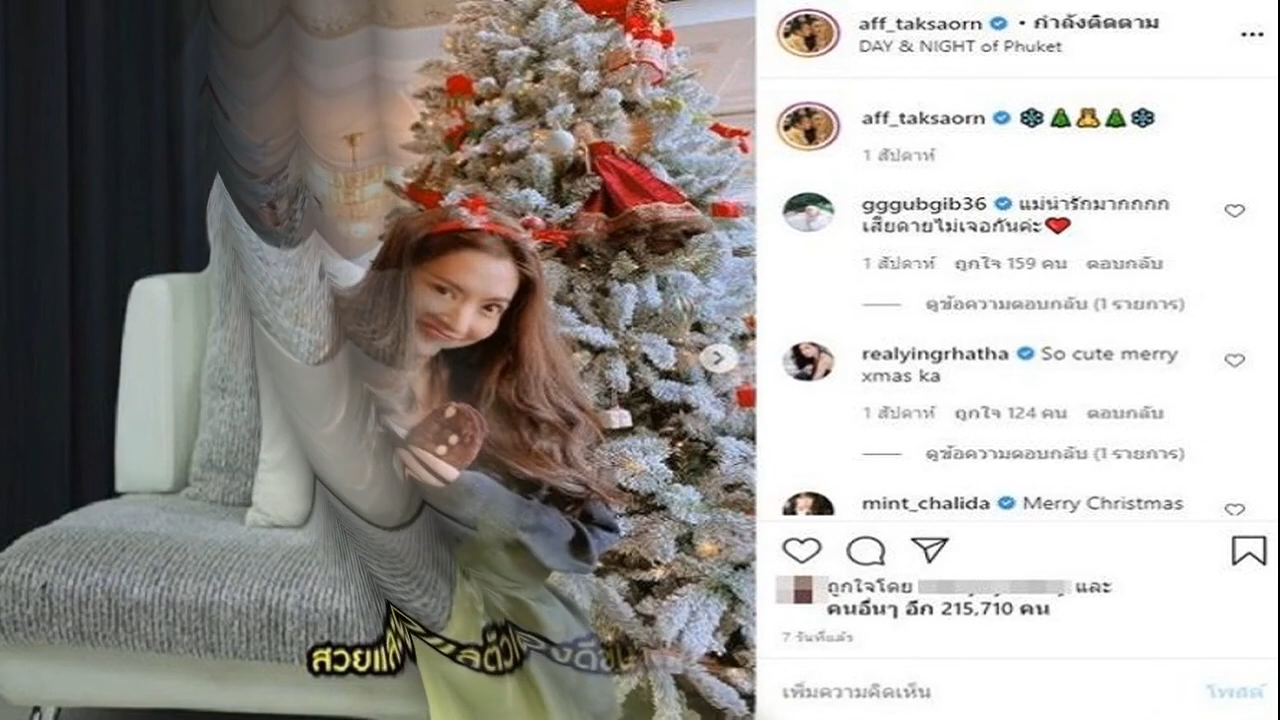 aff_taksaorn • กำลังติดตาม
DAY & NIGHT of Phuket
aff_taksaorn
1 สัปดาห์
gggubgib36 แม่น่ารักมากกกก
เสียดายไม่เจอกันค่ะ
1 สัปดาห์ ถูกใจ 159 คน ตอบกลับ
ดูข้อความตอบกลับ (1 รายการ)
realyingrhatha So cute merry
xmas ka
1 สัปดาห์ ถูกใจ 124 คน ตอบกลับ
ดูข้อความตอบกลับ (1 รายการ)
mint_chalida Merry Christmas
ถูกใจโดย และ
คนอื่นๆ อีก 215,710 คน
7 วันที่แล้ว
เพิ่มความคิดเห็น
โพสต์
สวย